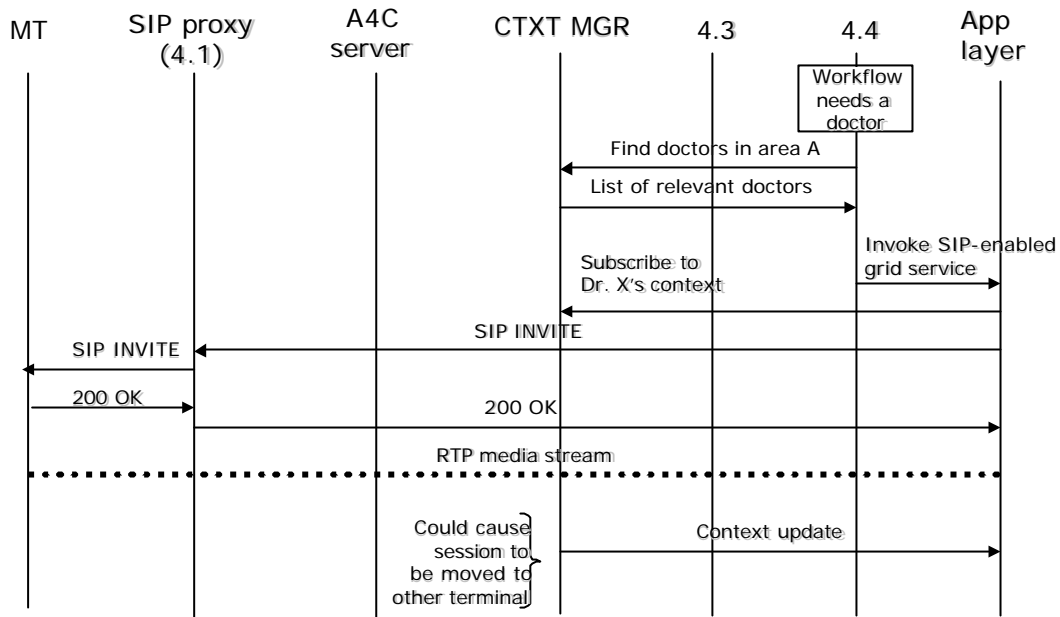 MT
SIP proxy
(4.1)
A4C
server
CTXT MGR
4.3
4.4
App
layer
Workflow
needs a
doctor
Find doctors in area A
List of relevant doctors
Invoke SIP-enabled
grid service
Subscribe to
Dr. X's context
SIP INVITE
SIP INVITE
200 OK
200 OK
RTP media stream
Could cause
session to
be moved to
other terminal
Context update